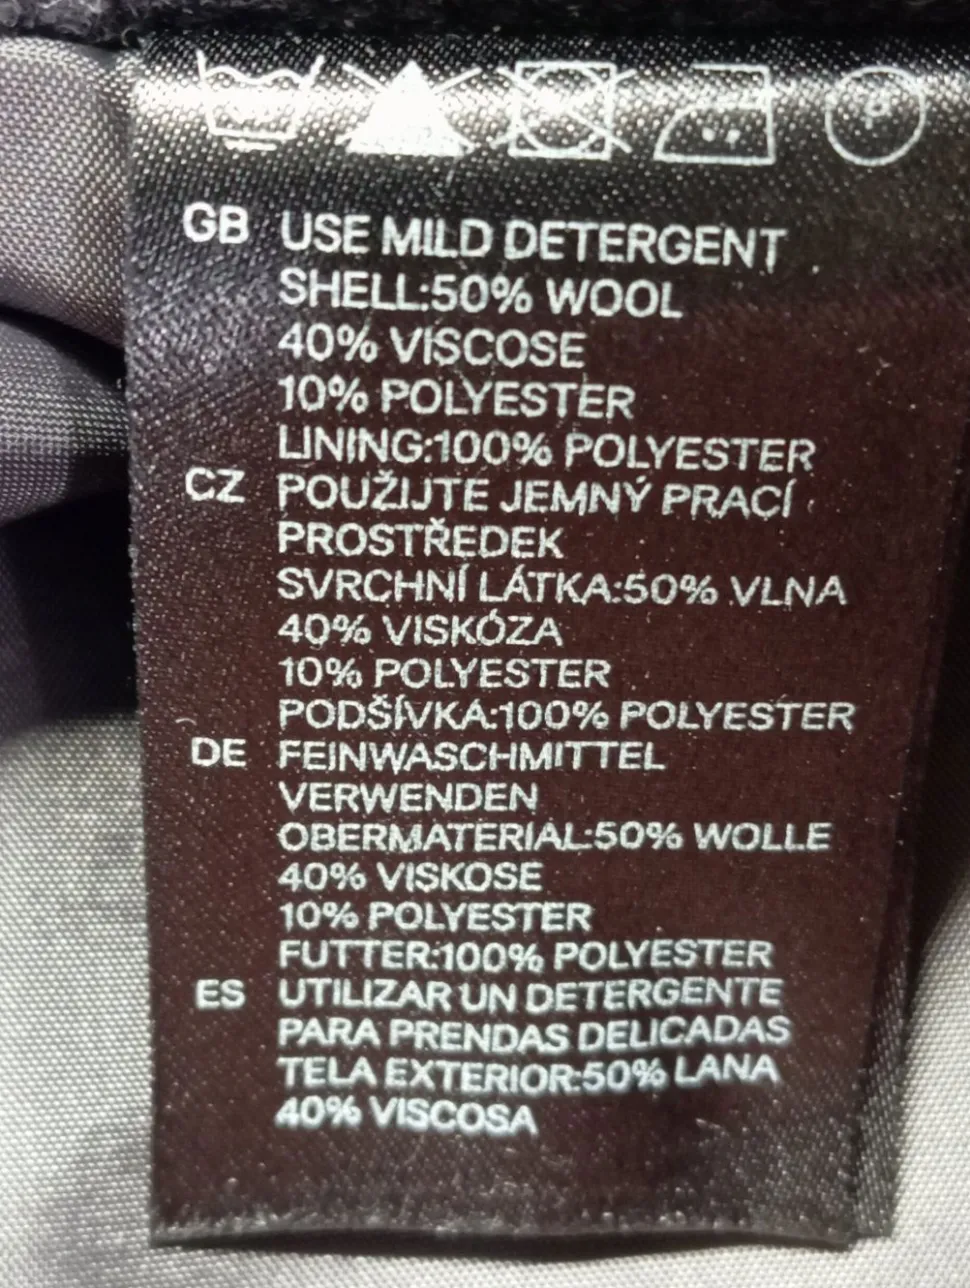 P
GB USE MILD DETERGENT
SHELL:50% WOOL
40% VISCOSE
10% POLYESTER
LINING:100% POLYESTER
CZ POUŽIJTE JEMNÝ PRACÍ
PROSTŘEDEK
SVRCHNÍ LÁTKA:50% VLNA
40% VISKÓZA
10% POLYESTER
PODŠÍVKA:100% POLYESTER
DE FEINWASCHMITTEL
VERWENDEN
OBERMATERIAL:50% WOLLE
40% VISKOSE
10% POLYESTER
FUTTER:100% POLYESTER
ES UTILIZAR UN DETERGENTE
PARA PRENDAS DELICADAS
TELA EXTERIOR:50% LANA
40% VISCOSA